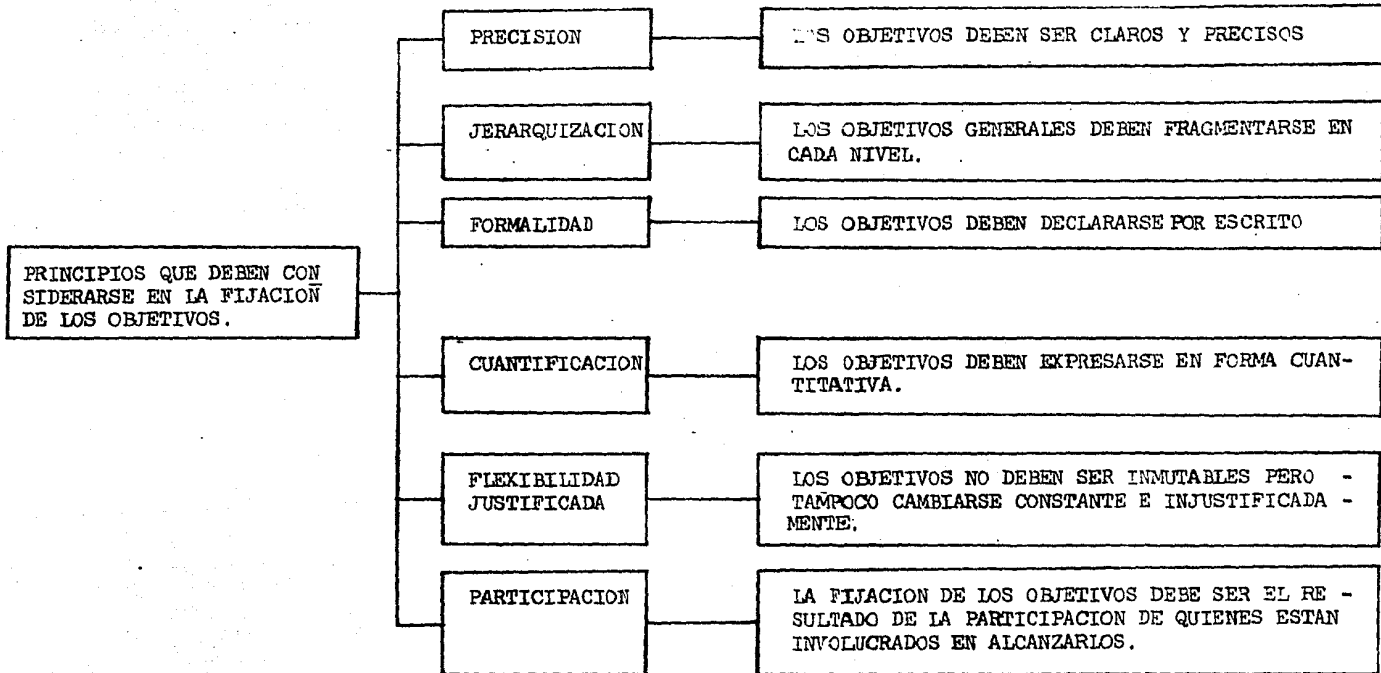 PRECISION
LOS OBJETIVOS DEBEN SER CLAROS Y PRECISOS
JERARQUIZACION
LOS OBJETIVOS GENERALES DEBEN FRAGMENTARSE EN
CADA NIVEL.
FORMALIDAD
LOS OBJETIVOS DEBEN DECLARARSE POR ESCRITO
PRINCIPIOS QUE DEBEN CON
SIDERARSE EN LA FIJACION
DE LOS OBJETIVOS.
CUANTIFICACION
LOS OBJETIVOS DEBEN EXPRESARSE EN FORMA CUAN-
TITATIVA.
FLEXIBILIDAD
JUSTIFICADA
LOS OBJETIVOS NO DEBEN SER INMUTABLES PERO -
TAMPOCO CAMBIARSE CONSTANTE E INJUSTIFICADA -
MENTE.
PARTICIPACION
LA FIJACION DE LOS OBJETIVOS DEBE SER EL RE -
SULTADO DE LA PARTICIPACION DE QUIENES ESTAN
INVOLUCRADOS EN ALCANZARLOS.